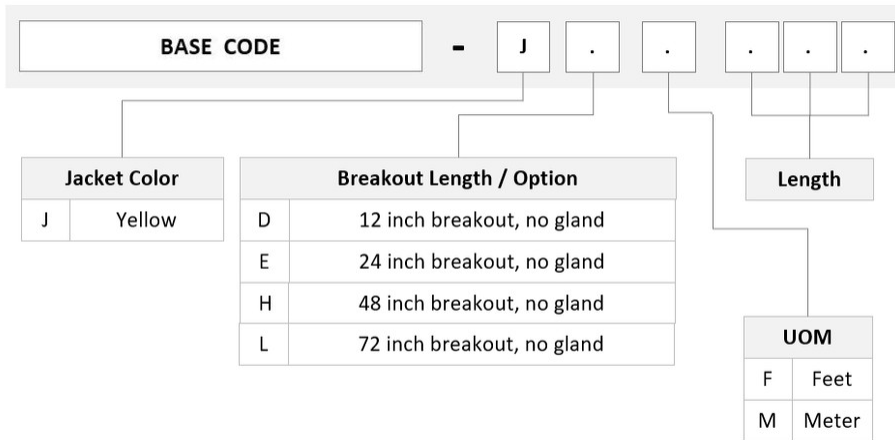 BASE CODE - J . . . . .
Jacket Color
J Yellow
Breakout Length / Option
D 12 inch breakout, no gland
E 24 inch breakout, no gland
H 48 inch breakout, no gland
L 72 inch breakout, no gland
Length
UOM
F Feet
M Meter